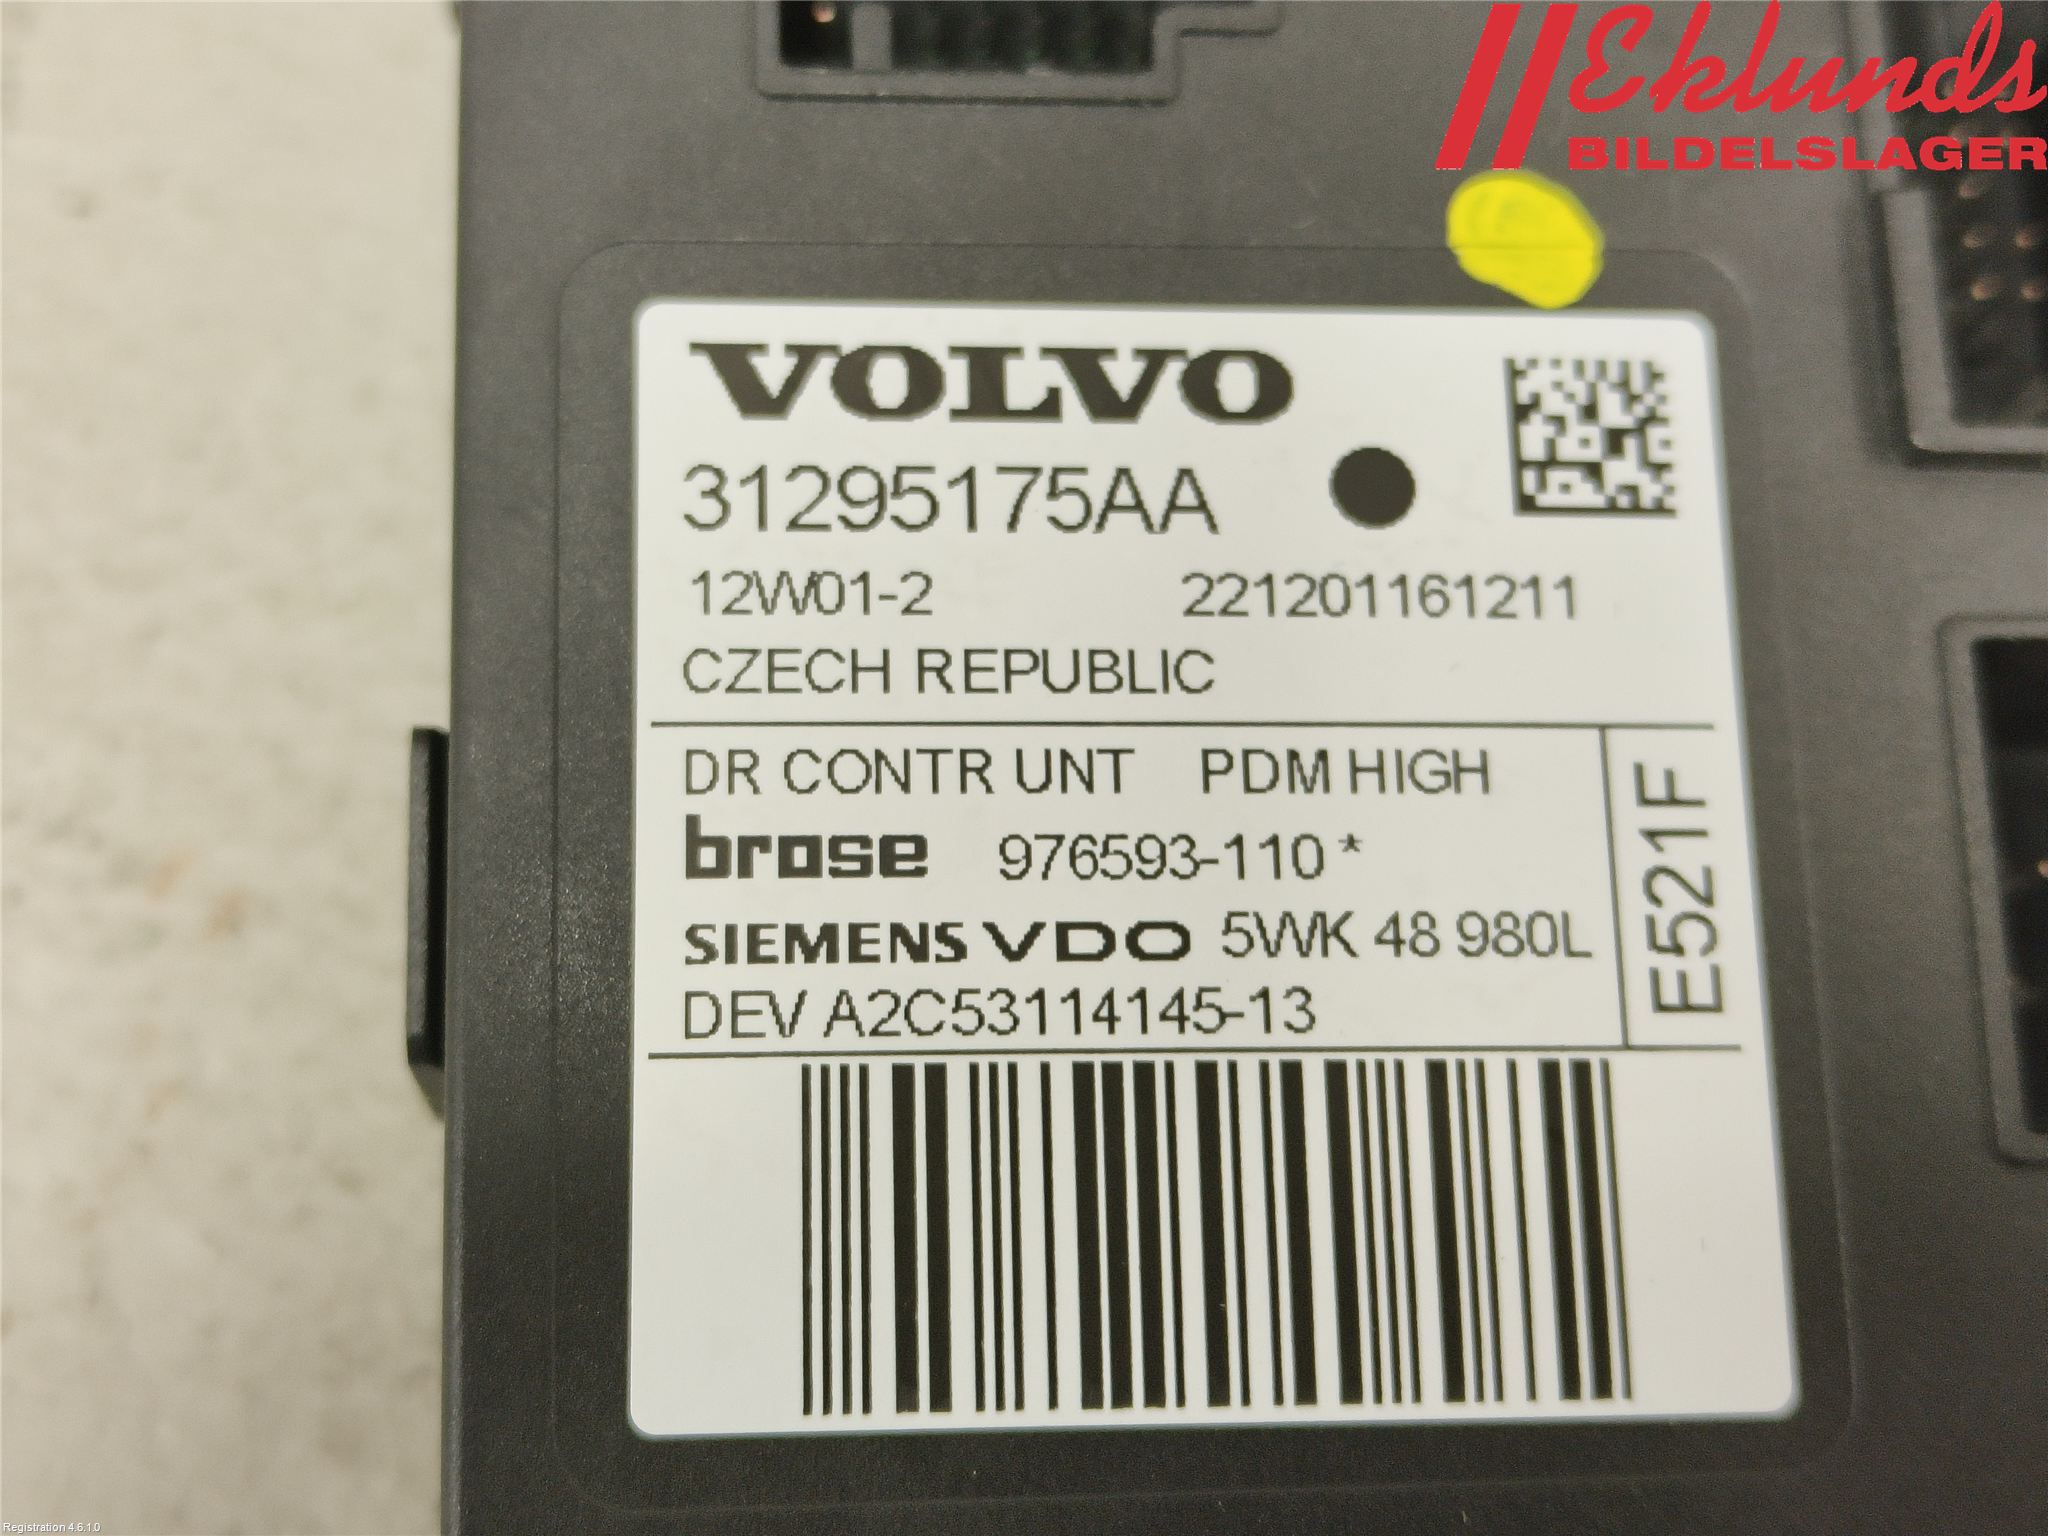 Eklunds
BILDELSLAGER
VOLVO
31295175AA
12W01-2 221201161211
CZECH REPUBLIC
DR CONTR UNT PDM HIGH
brose 976593-110 *
SIEMENS VDO 5WK 48 980L
DEV A2C53114145-13
E521F
Registration 4.6.1.0